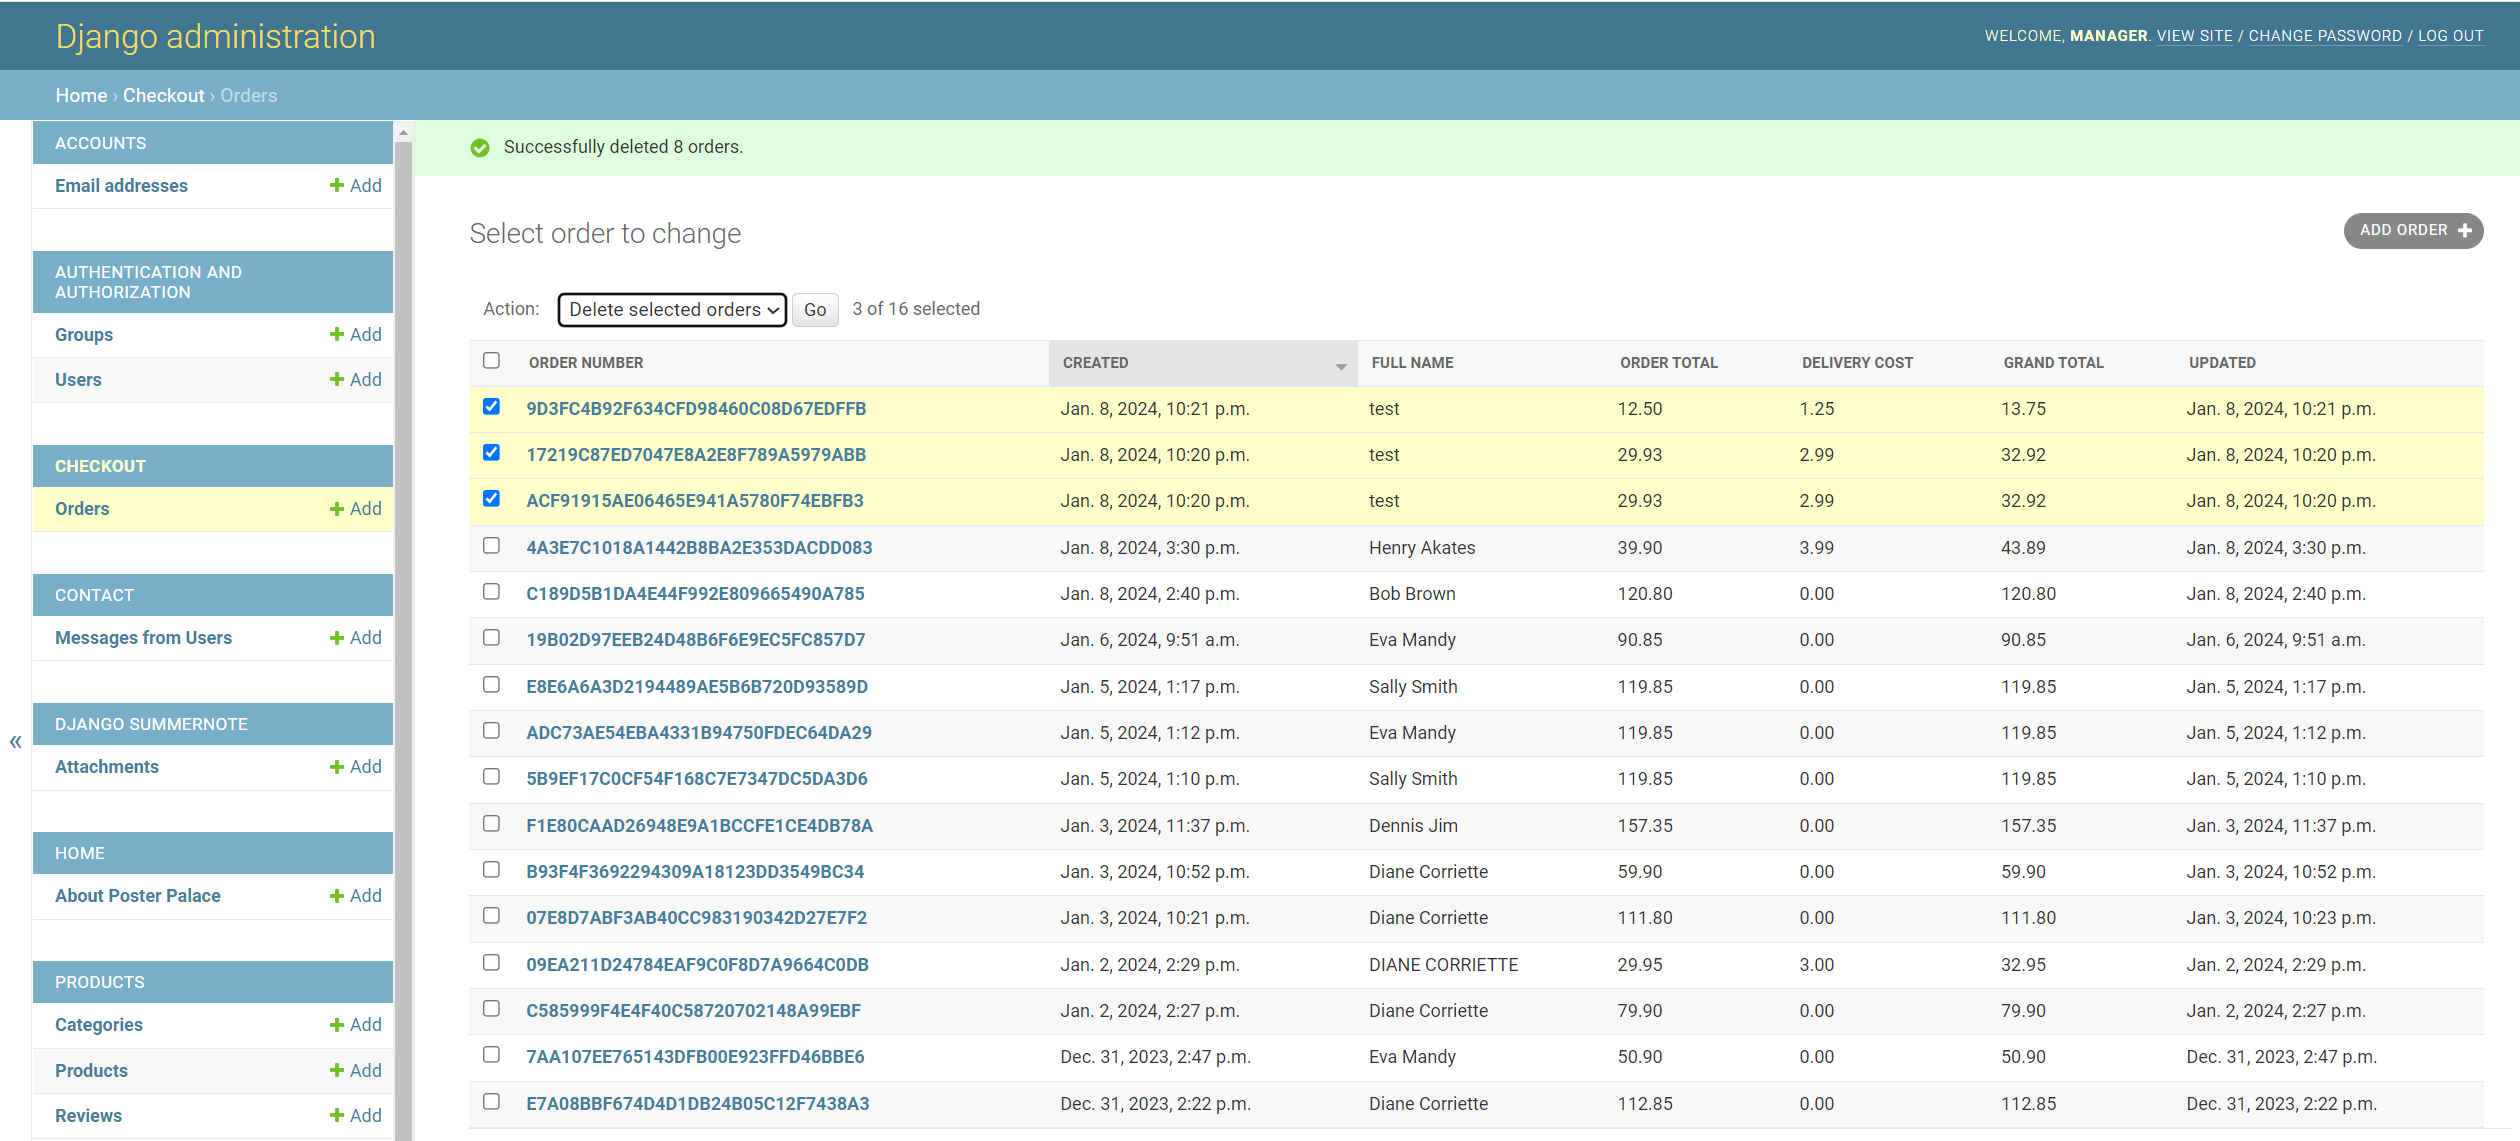 Django administration
WELCOME, MANAGER. VIEW SITE / CHANGE PASSWORD / LOG OUT
Home › Checkout › Orders
ACCOUNTS
Email addresses Add
AUTHENTICATION AND
AUTHORIZATION
Groups Add
Users Add
CHECKOUT
Orders Add
CONTACT
Messages from Users Add
DJANGO SUMMERNOTE
Attachments Add
HOME
About Poster Palace Add
PRODUCTS
Categories Add
Products Add
Reviews Add
«
Successfully deleted 8 orders.
Select order to change
ADD ORDER
Action: Delete selected orders Go 3 of 16 selected
ORDER NUMBER CREATED FULL NAME ORDER TOTAL DELIVERY COST GRAND TOTAL UPDATED
9D3FC4B92F634CFD98460C08D67EDFFB Jan. 8, 2024, 10:21 p.m. test 12.50 1.25 13.75 Jan. 8, 2024, 10:21 p.m.
17219C87ED7047E8A2E8F789A5979ABB Jan. 8, 2024, 10:20 p.m. test 29.93 2.99 32.92 Jan. 8, 2024, 10:20 p.m.
ACF91915AE06465E941A5780F74EBFB3 Jan. 8, 2024, 10:20 p.m. test 29.93 2.99 32.92 Jan. 8, 2024, 10:20 p.m.
4A3E7C1018A1442B8BA2E353DACDD083 Jan. 8, 2024, 3:30 p.m. Henry Akates 39.90 3.99 43.89 Jan. 8, 2024, 3:30 p.m.
C189D5B1DA4E44F992E809665490A785 Jan. 8, 2024, 2:40 p.m. Bob Brown 120.80 0.00 120.80 Jan. 8, 2024, 2:40 p.m.
19B02D97EEB24D48B6F6E9EC5FC857D7 Jan. 6, 2024, 9:51 a.m. Eva Mandy 90.85 0.00 90.85 Jan. 6, 2024, 9:51 a.m.
E8E6A6A3D2194489AE5B6B720D93589D Jan. 5, 2024, 1:17 p.m. Sally Smith 119.85 0.00 119.85 Jan. 5, 2024, 1:17 p.m.
ADC73AE54EBA4331B94750FDEC64DA29 Jan. 5, 2024, 1:12 p.m. Eva Mandy 119.85 0.00 119.85 Jan. 5, 2024, 1:12 p.m.
5B9EF17C0CF54F168C7E7347DC5DA3D6 Jan. 5, 2024, 1:10 p.m. Sally Smith 119.85 0.00 119.85 Jan. 5, 2024, 1:10 p.m.
F1E80CAAD26948E9A1BCCFE1CE4DB78A Jan. 3, 2024, 11:37 p.m. Dennis Jim 157.35 0.00 157.35 Jan. 3, 2024, 11:37 p.m.
B93F4F3692294309A18123DD3549BC34 Jan. 3, 2024, 10:52 p.m. Diane Corriette 59.90 0.00 59.90 Jan. 3, 2024, 10:52 p.m.
07E8D7ABF3AB40CC983190342D27E7F2 Jan. 3, 2024, 10:21 p.m. Diane Corriette 111.80 0.00 111.80 Jan. 3, 2024, 10:23 p.m.
09EA211D24784EAF9C0F8D7A9664C0DB Jan. 2, 2024, 2:29 p.m. DIANE CORRIETTE 29.95 3.00 32.95 Jan. 2, 2024, 2:29 p.m.
C585999F4E4F40C58720702148A99EBF Jan. 2, 2024, 2:27 p.m. Diane Corriette 79.90 0.00 79.90 Jan. 2, 2024, 2:27 p.m.
7AA107EE765143DFB00E923FFD46BBE6 Dec. 31, 2023, 2:47 p.m. Eva Mandy 50.90 0.00 50.90 Dec. 31, 2023, 2:47 p.m.
E7A08BBF674D4D1DB24B05C12F7438A3 Dec. 31, 2023, 2:22 p.m. Diane Corriette 112.85 0.00 112.85 Dec. 31, 2023, 2:22 p.m.